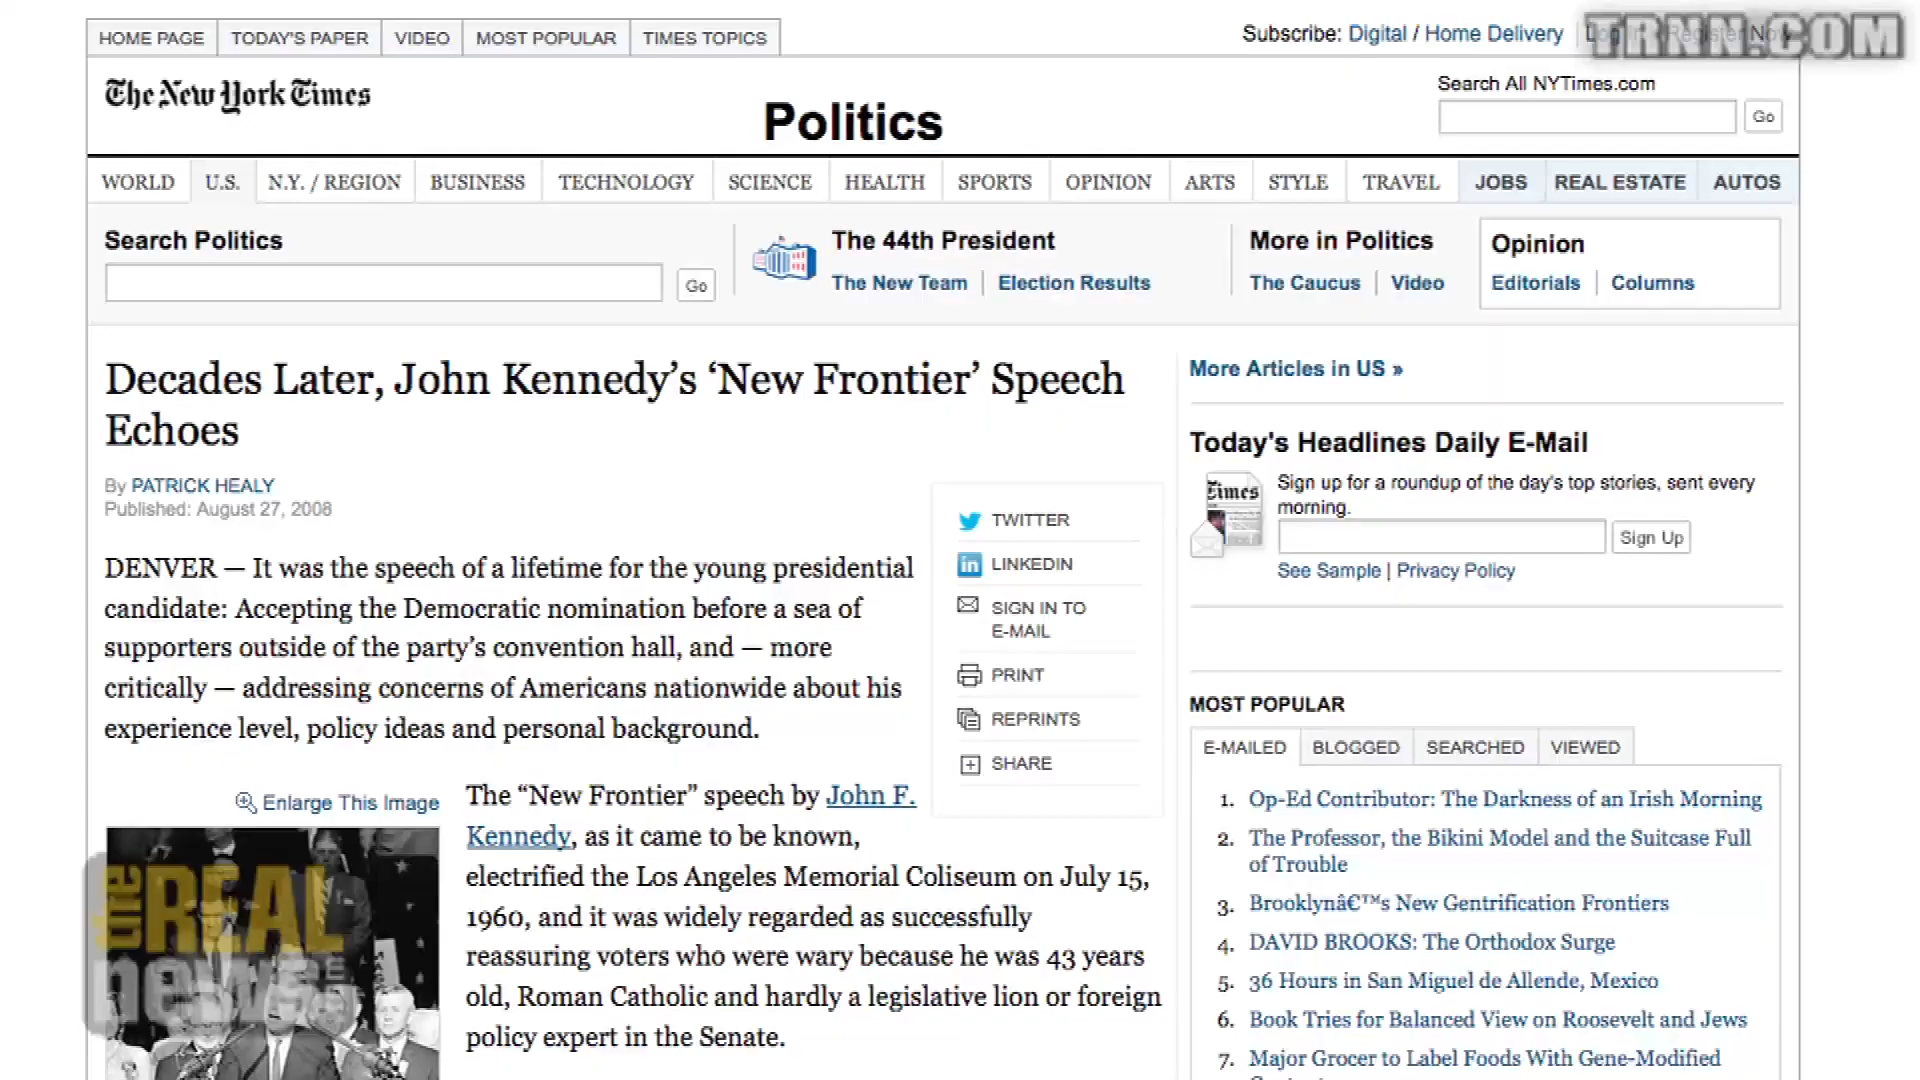 HOME PAGE TODAY'S PAPER VIDEO MOST POPULAR TIMES TOPICS
Subscribe: Digital / Home Delivery Log In Register Now
TRNN.COM
The New York Times
Politics
Search All NYTimes.com
Go
WORLD U.S. N.Y. / REGION BUSINESS TECHNOLOGY SCIENCE HEALTH SPORTS OPINION ARTS STYLE TRAVEL JOBS REAL ESTATE AUTOS
Search Politics
Go
The 44th President
The New Team Election Results
More in Politics
The Caucus Video
Opinion
Editorials Columns
Decades Later, John Kennedy’s ‘New Frontier’ Speech
Echoes
By PATRICK HEALY
Published: August 27, 2008
DENVER — It was the speech of a lifetime for the young presidential
candidate: Accepting the Democratic nomination before a sea of
supporters outside of the party’s convention hall, and — more
critically — addressing concerns of Americans nationwide about his
experience level, policy ideas and personal background.
TWITTER
LINKEDIN
SIGN IN TO
E-MAIL
PRINT
REPRINTS
SHARE
Enlarge This Image
The “New Frontier” speech by John F.
Kennedy, as it came to be known,
electrified the Los Angeles Memorial Coliseum on July 15,
1960, and it was widely regarded as successfully
reassuring voters who were wary because he was 43 years
old, Roman Catholic and hardly a legislative lion or foreign
policy expert in the Senate.
the REAL
news
More Articles in US »
Today's Headlines Daily E-Mail
Times
Sign up for a roundup of the day's top stories, sent every
morning.
Sign Up
See Sample | Privacy Policy
MOST POPULAR
E-MAILED BLOGGED SEARCHED VIEWED
1. Op-Ed Contributor: The Darkness of an Irish Morning
2. The Professor, the Bikini Model and the Suitcase Full
of Trouble
3. Brooklynâ€™s New Gentrification Frontiers
4. DAVID BROOKS: The Orthodox Surge
5. 36 Hours in San Miguel de Allende, Mexico
6. Book Tries for Balanced View on Roosevelt and Jews
7. Major Grocer to Label Foods With Gene-Modified